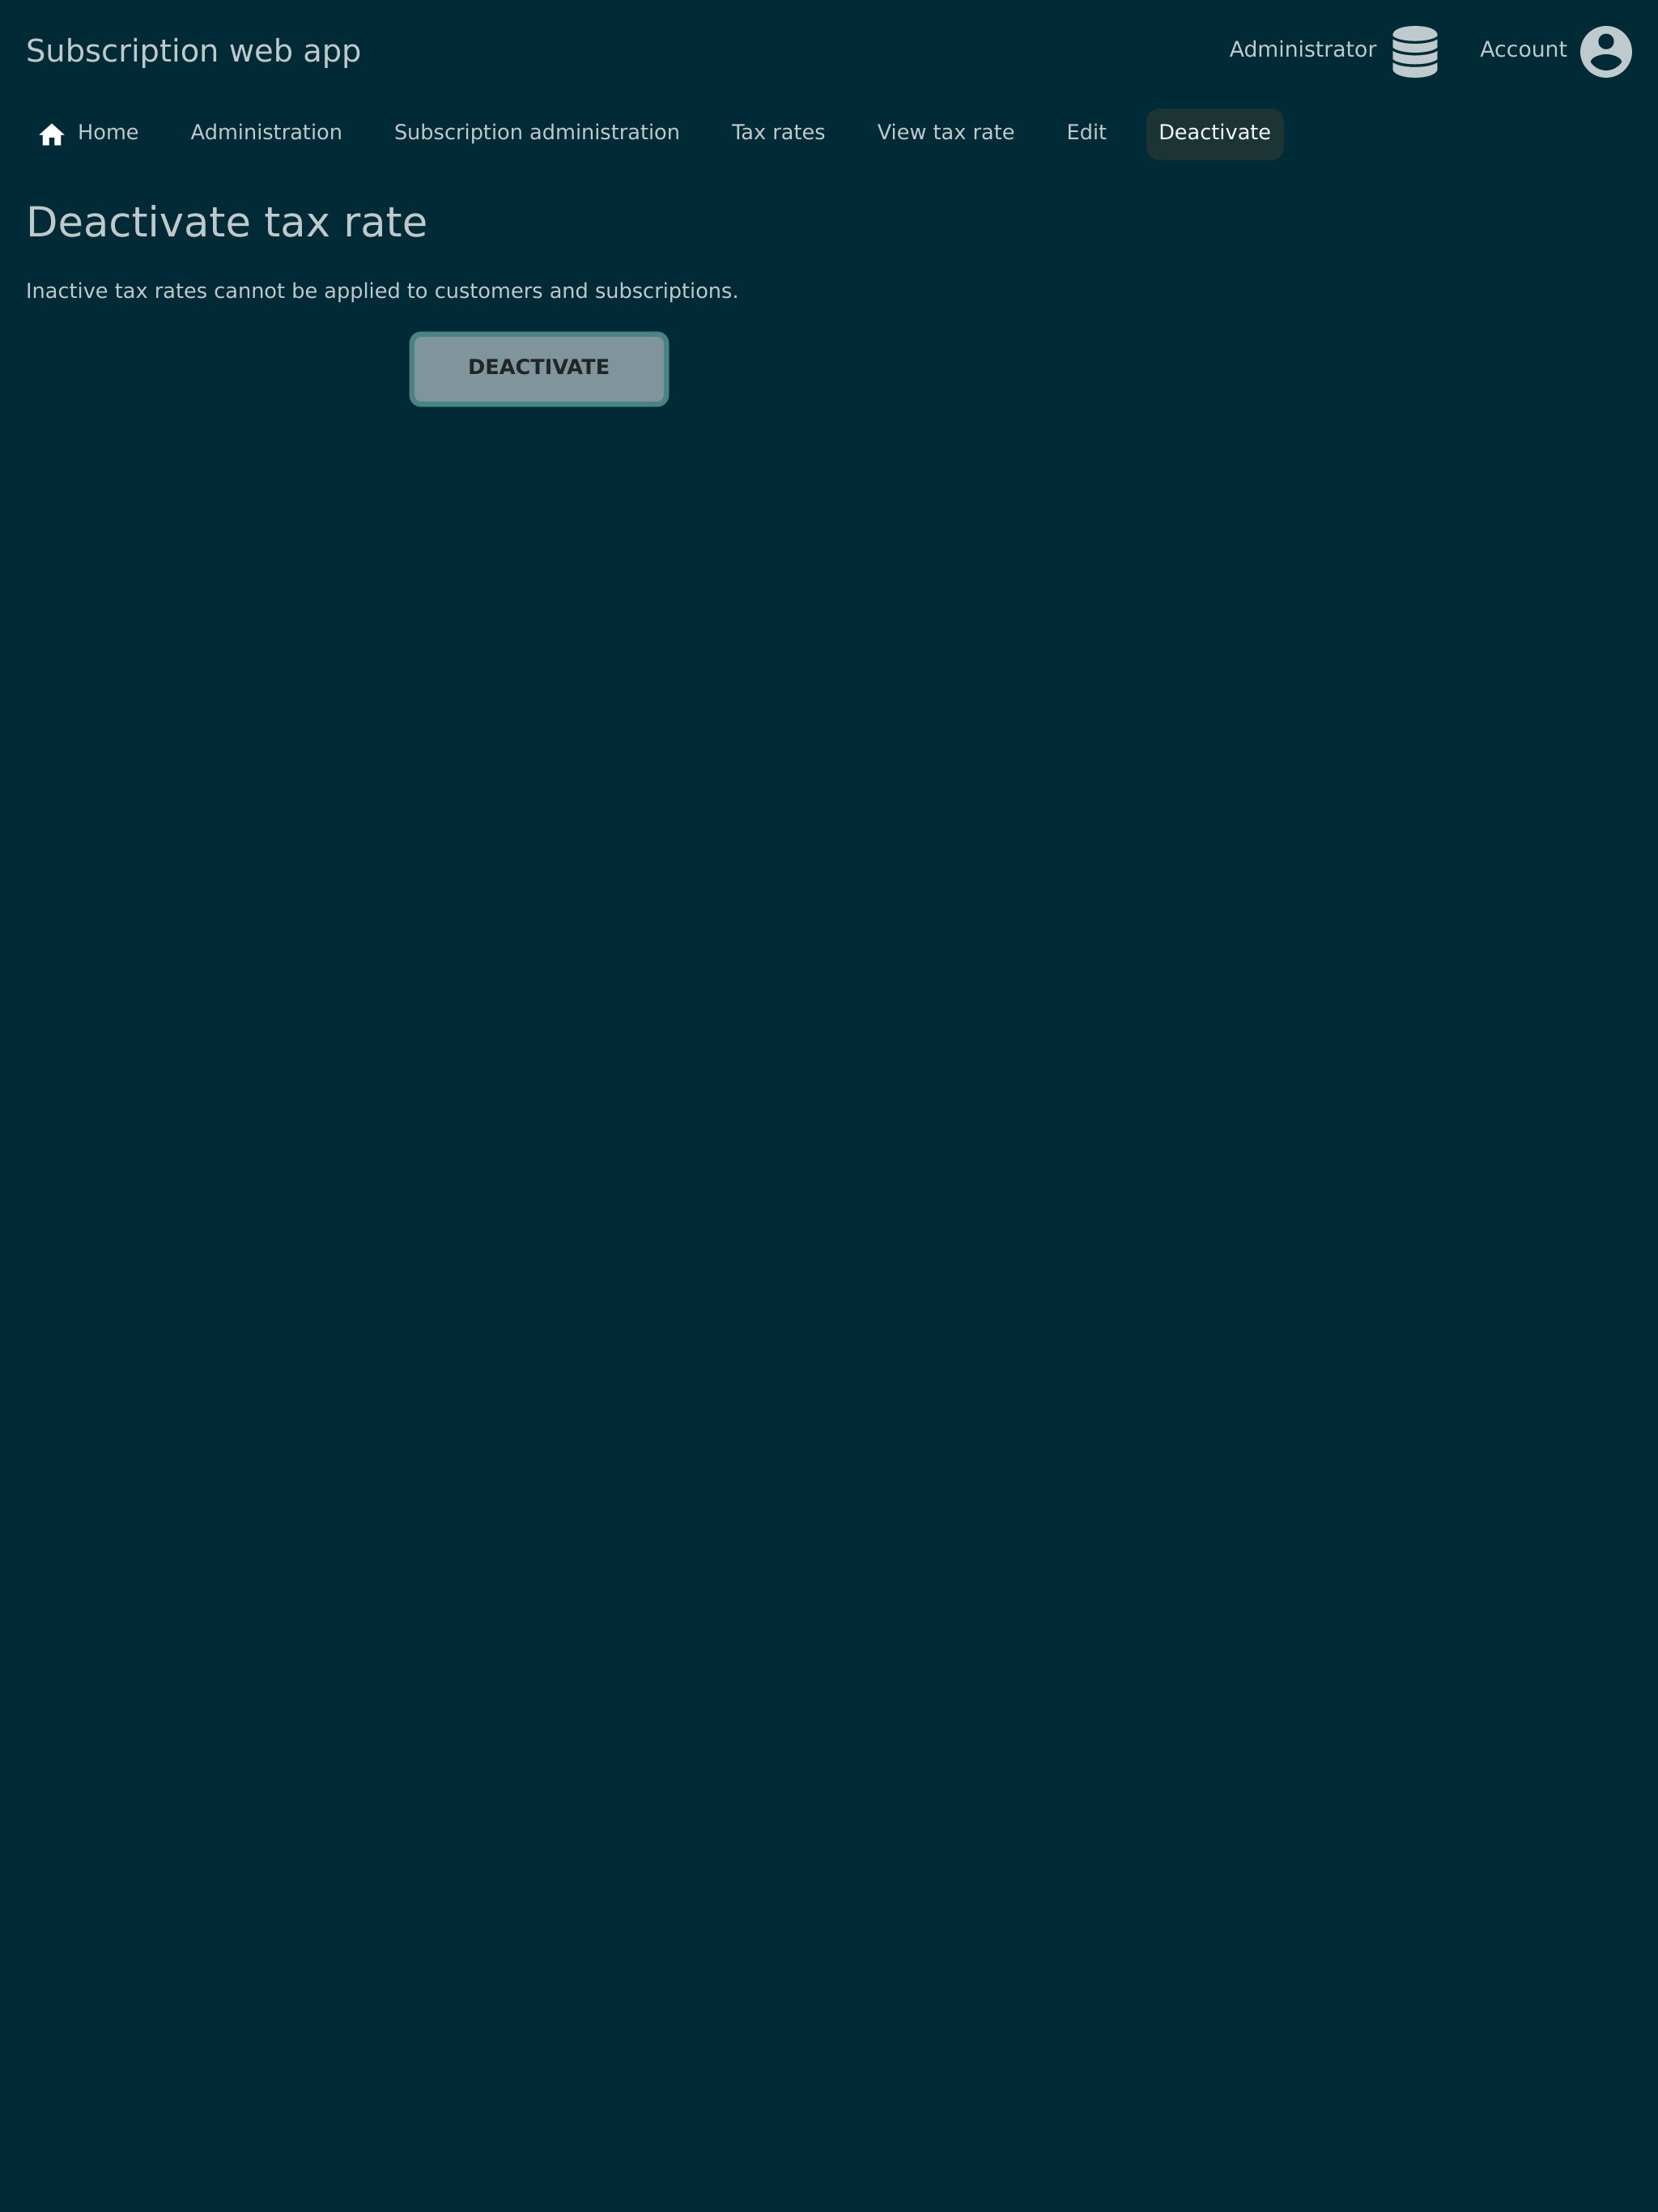 Subscription web app
Administrator Account
Home Administration Subscription administration Tax rates View tax rate Edit Deactivate
Deactivate tax rate
Inactive tax rates cannot be applied to customers and subscriptions.
DEACTIVATE